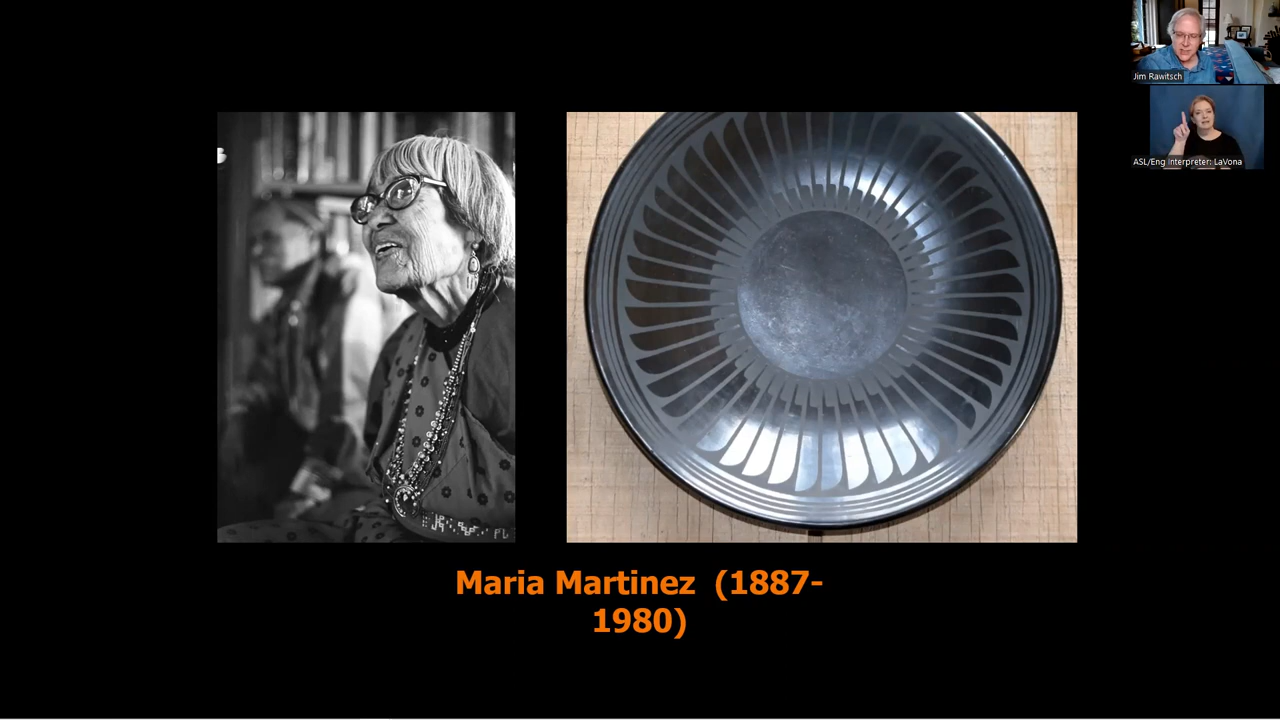 Jim Rawitsch
ASL/Eng Interpreter: LaVona
Maria Martinez (1887-
1980)